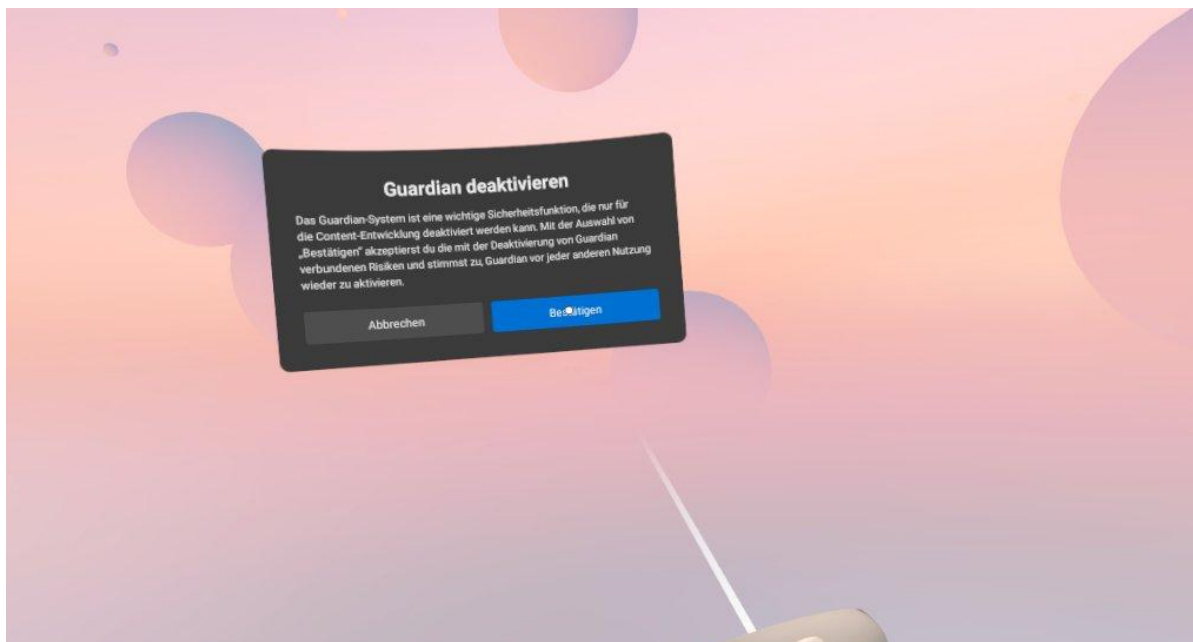 Guardian deaktivieren
Das Guardian-System ist eine wichtige Sicherheitsfunktion, die nur für
die Content-Entwicklung deaktiviert werden kann. Mit der Auswahl von
„Bestätigen“ akzeptierst du die mit der Deaktivierung von Guardian
verbundenen Risiken und stimmst zu, Guardian vor jeder anderen Nutzung
wieder zu aktivieren.
Abbrechen
Bestätigen